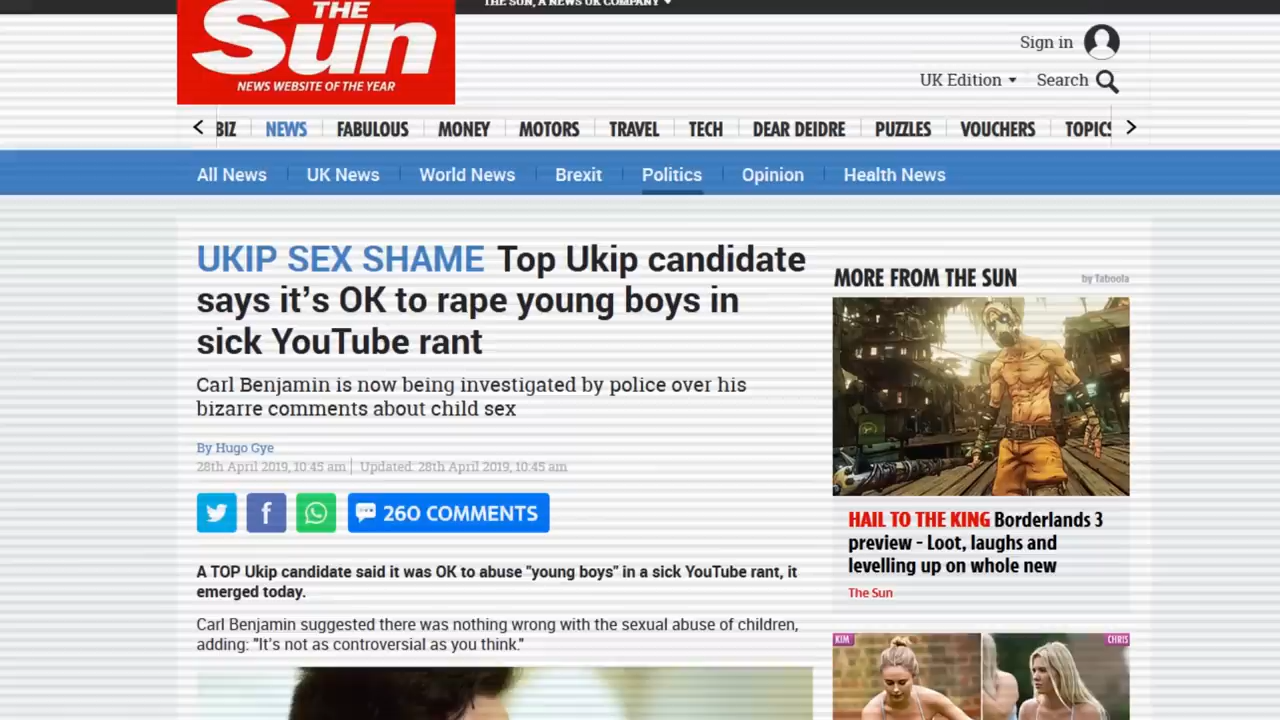 THE SUN, A NEWS UK COMPANY
THE
Sun
NEWS WEBSITE OF THE YEAR
Sign in
UK Edition
Search
BIZ
NEWS
FABULOUS
MONEY
MOTORS
TRAVEL
TECH
DEAR DEIDRE
PUZZLES
VOUCHERS
TOPICS
All News
UK News
World News
Brexit
Politics
Opinion
Health News
UKIP SEX SHAME Top Ukip candidate
says it's OK to rape young boys in
sick YouTube rant
Carl Benjamin is now being investigated by police over his
bizarre comments about child sex
By Hugo Gye
28th April 2019, 10:45 am | Updated: 28th April 2019, 10:45 am
260 COMMENTS
A TOP Ukip candidate said it was OK to abuse "young boys" in a sick YouTube rant, it
emerged today.
Carl Benjamin suggested there was nothing wrong with the sexual abuse of children,
adding: "It's not as controversial as you think."
MORE FROM THE SUN
by Taboola
HAIL TO THE KING Borderlands 3
preview - Loot, laughs and
levelling up on whole new
The Sun
KIM
CHRIS